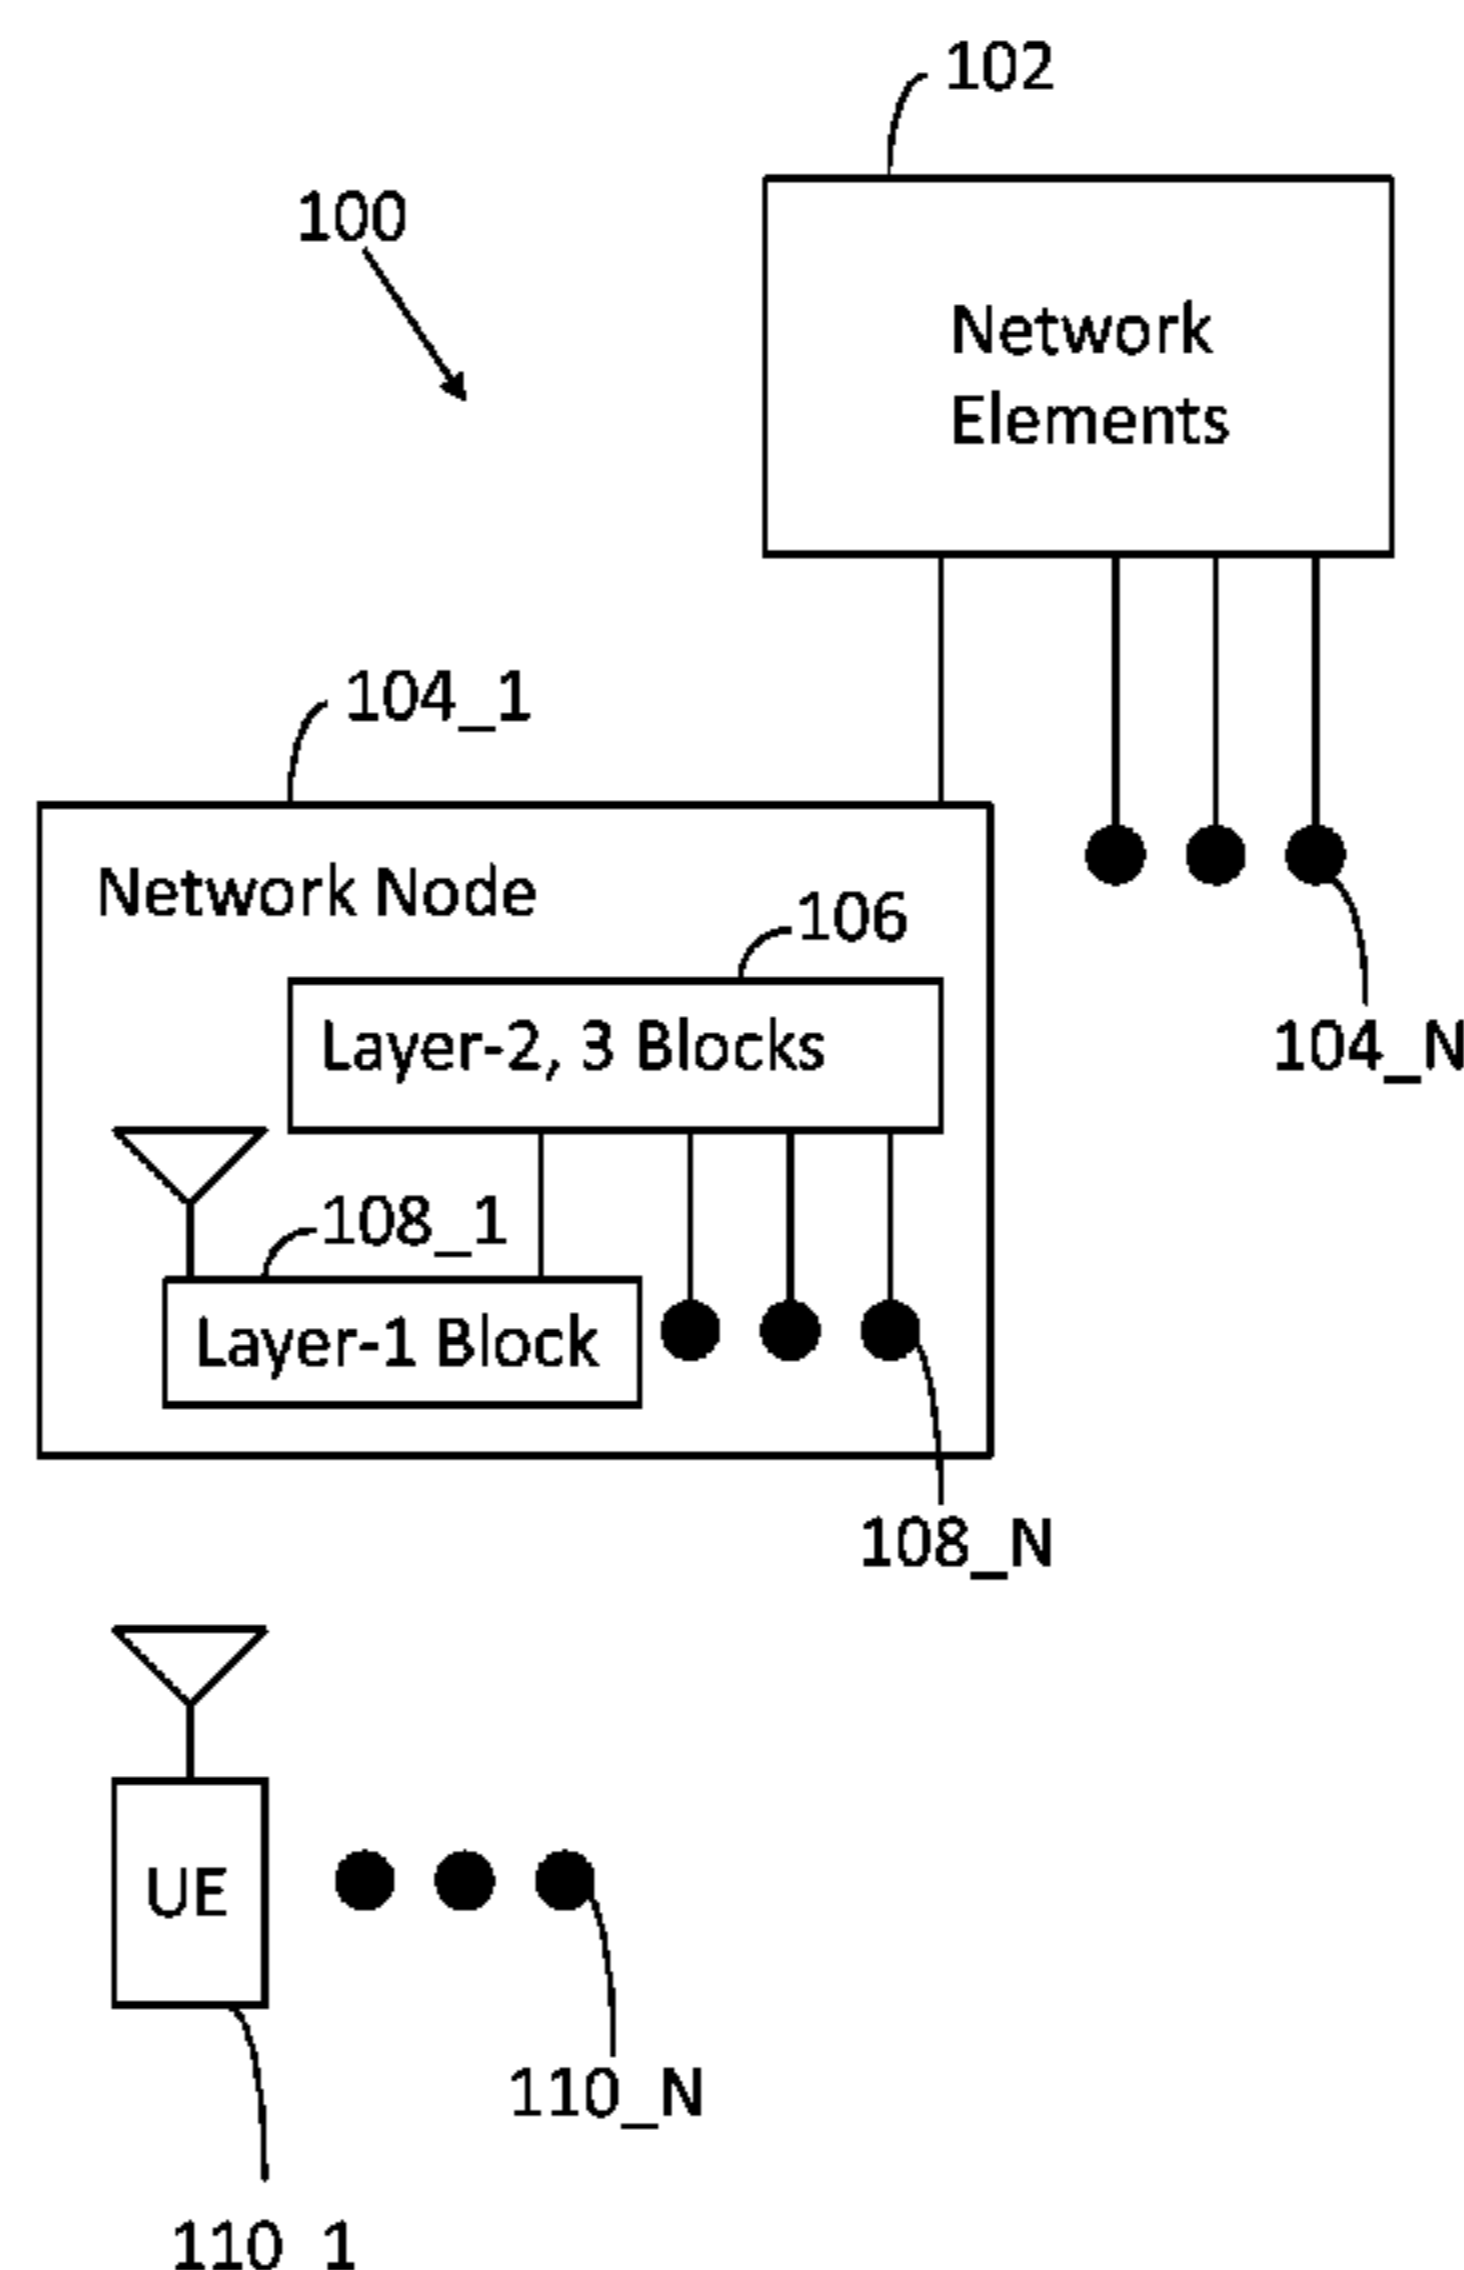 102
100
Network
Elements
104_1
Network Node
106
Layer-2, 3 Blocks
104_N
108_1
Layer-1 Block
108_N
UE
110_N
110_1